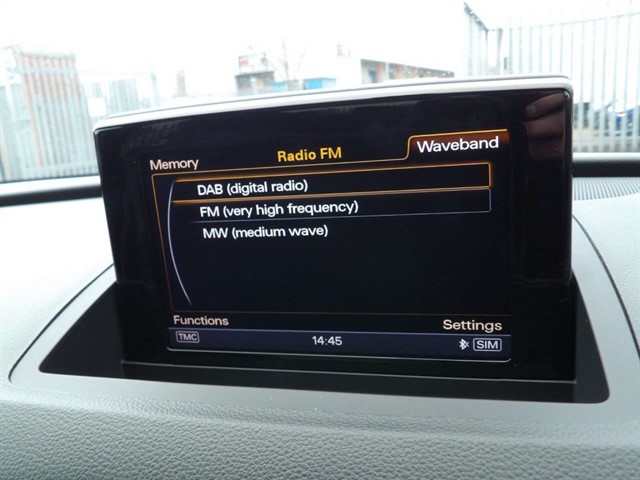 Radio FM
Memory
Waveband
DAB (digital radio)
FM (very high frequency)
MW (medium wave)
Functions
Settings
TMC
14:45
SIM